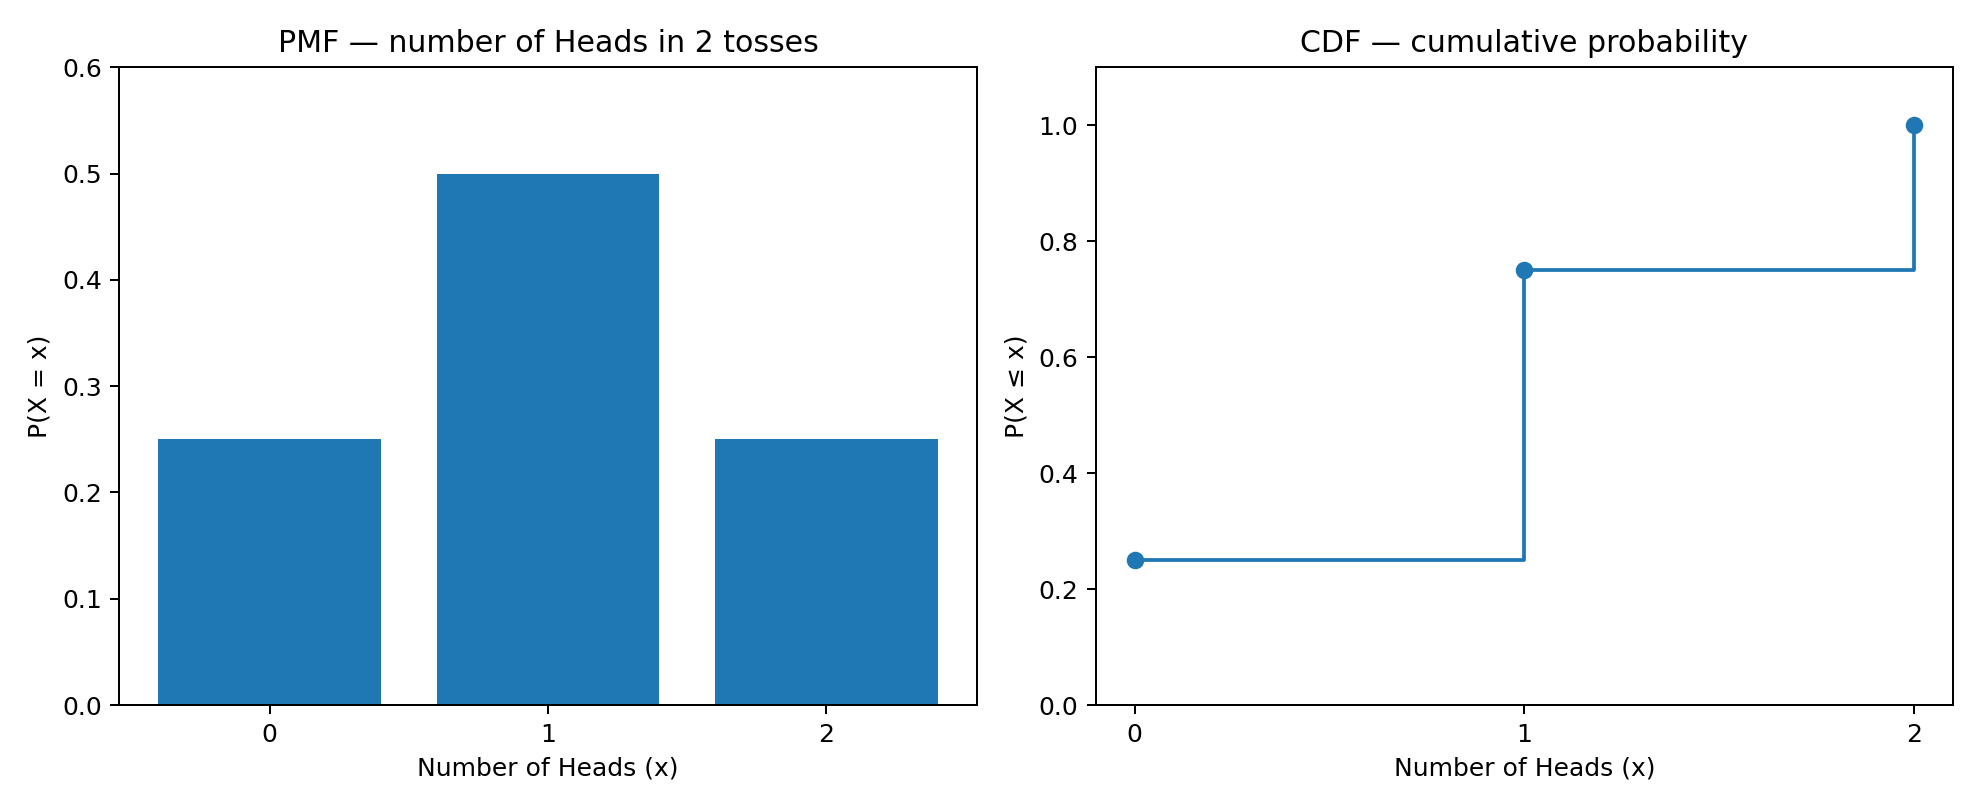 PMF — number of Heads in 2 tosses
0.6
0.5
0.4
0.3
0.2
0.1
0.0
P(X = x)
0 1 2
Number of Heads (x)
CDF — cumulative probability
1.0
0.8
0.6
0.4
0.2
0.0
P(X ≤ x)
0 1 2
Number of Heads (x)